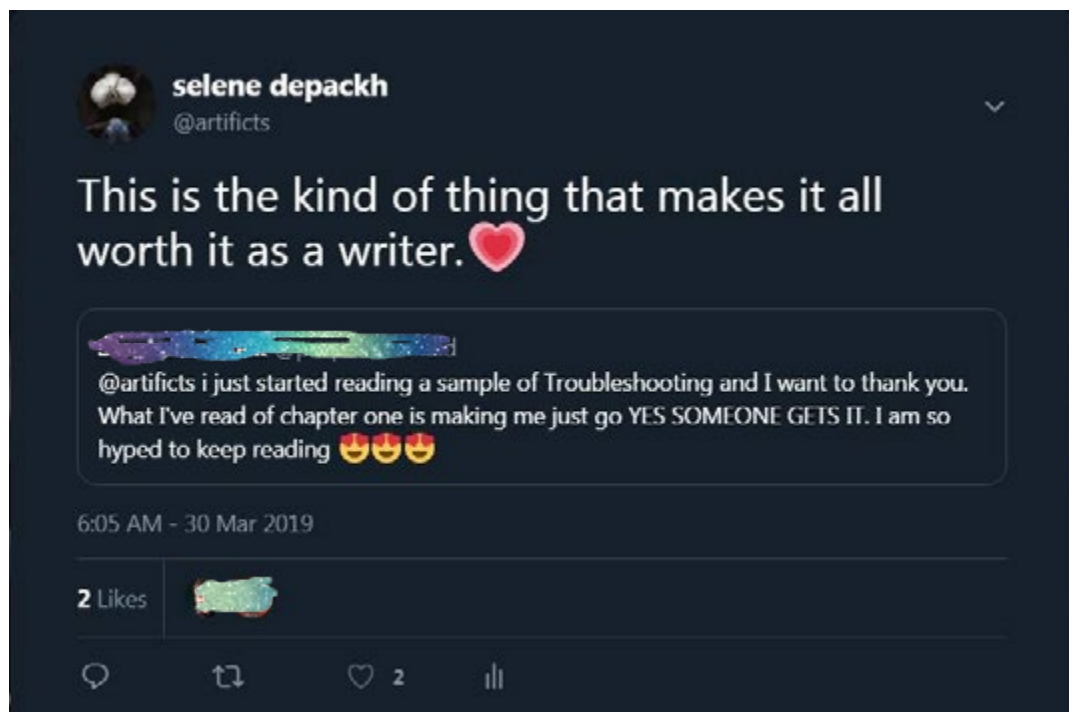 selene depackh
@artificts
This is the kind of thing that makes it all
worth it as a writer.
@artificts i just started reading a sample of Troubleshooting and I want to thank you.
What I've read of chapter one is making me just go YES SOMEONE GETS IT. I am so
hyped to keep reading
6:05 AM - 30 Mar 2019
2 Likes
2